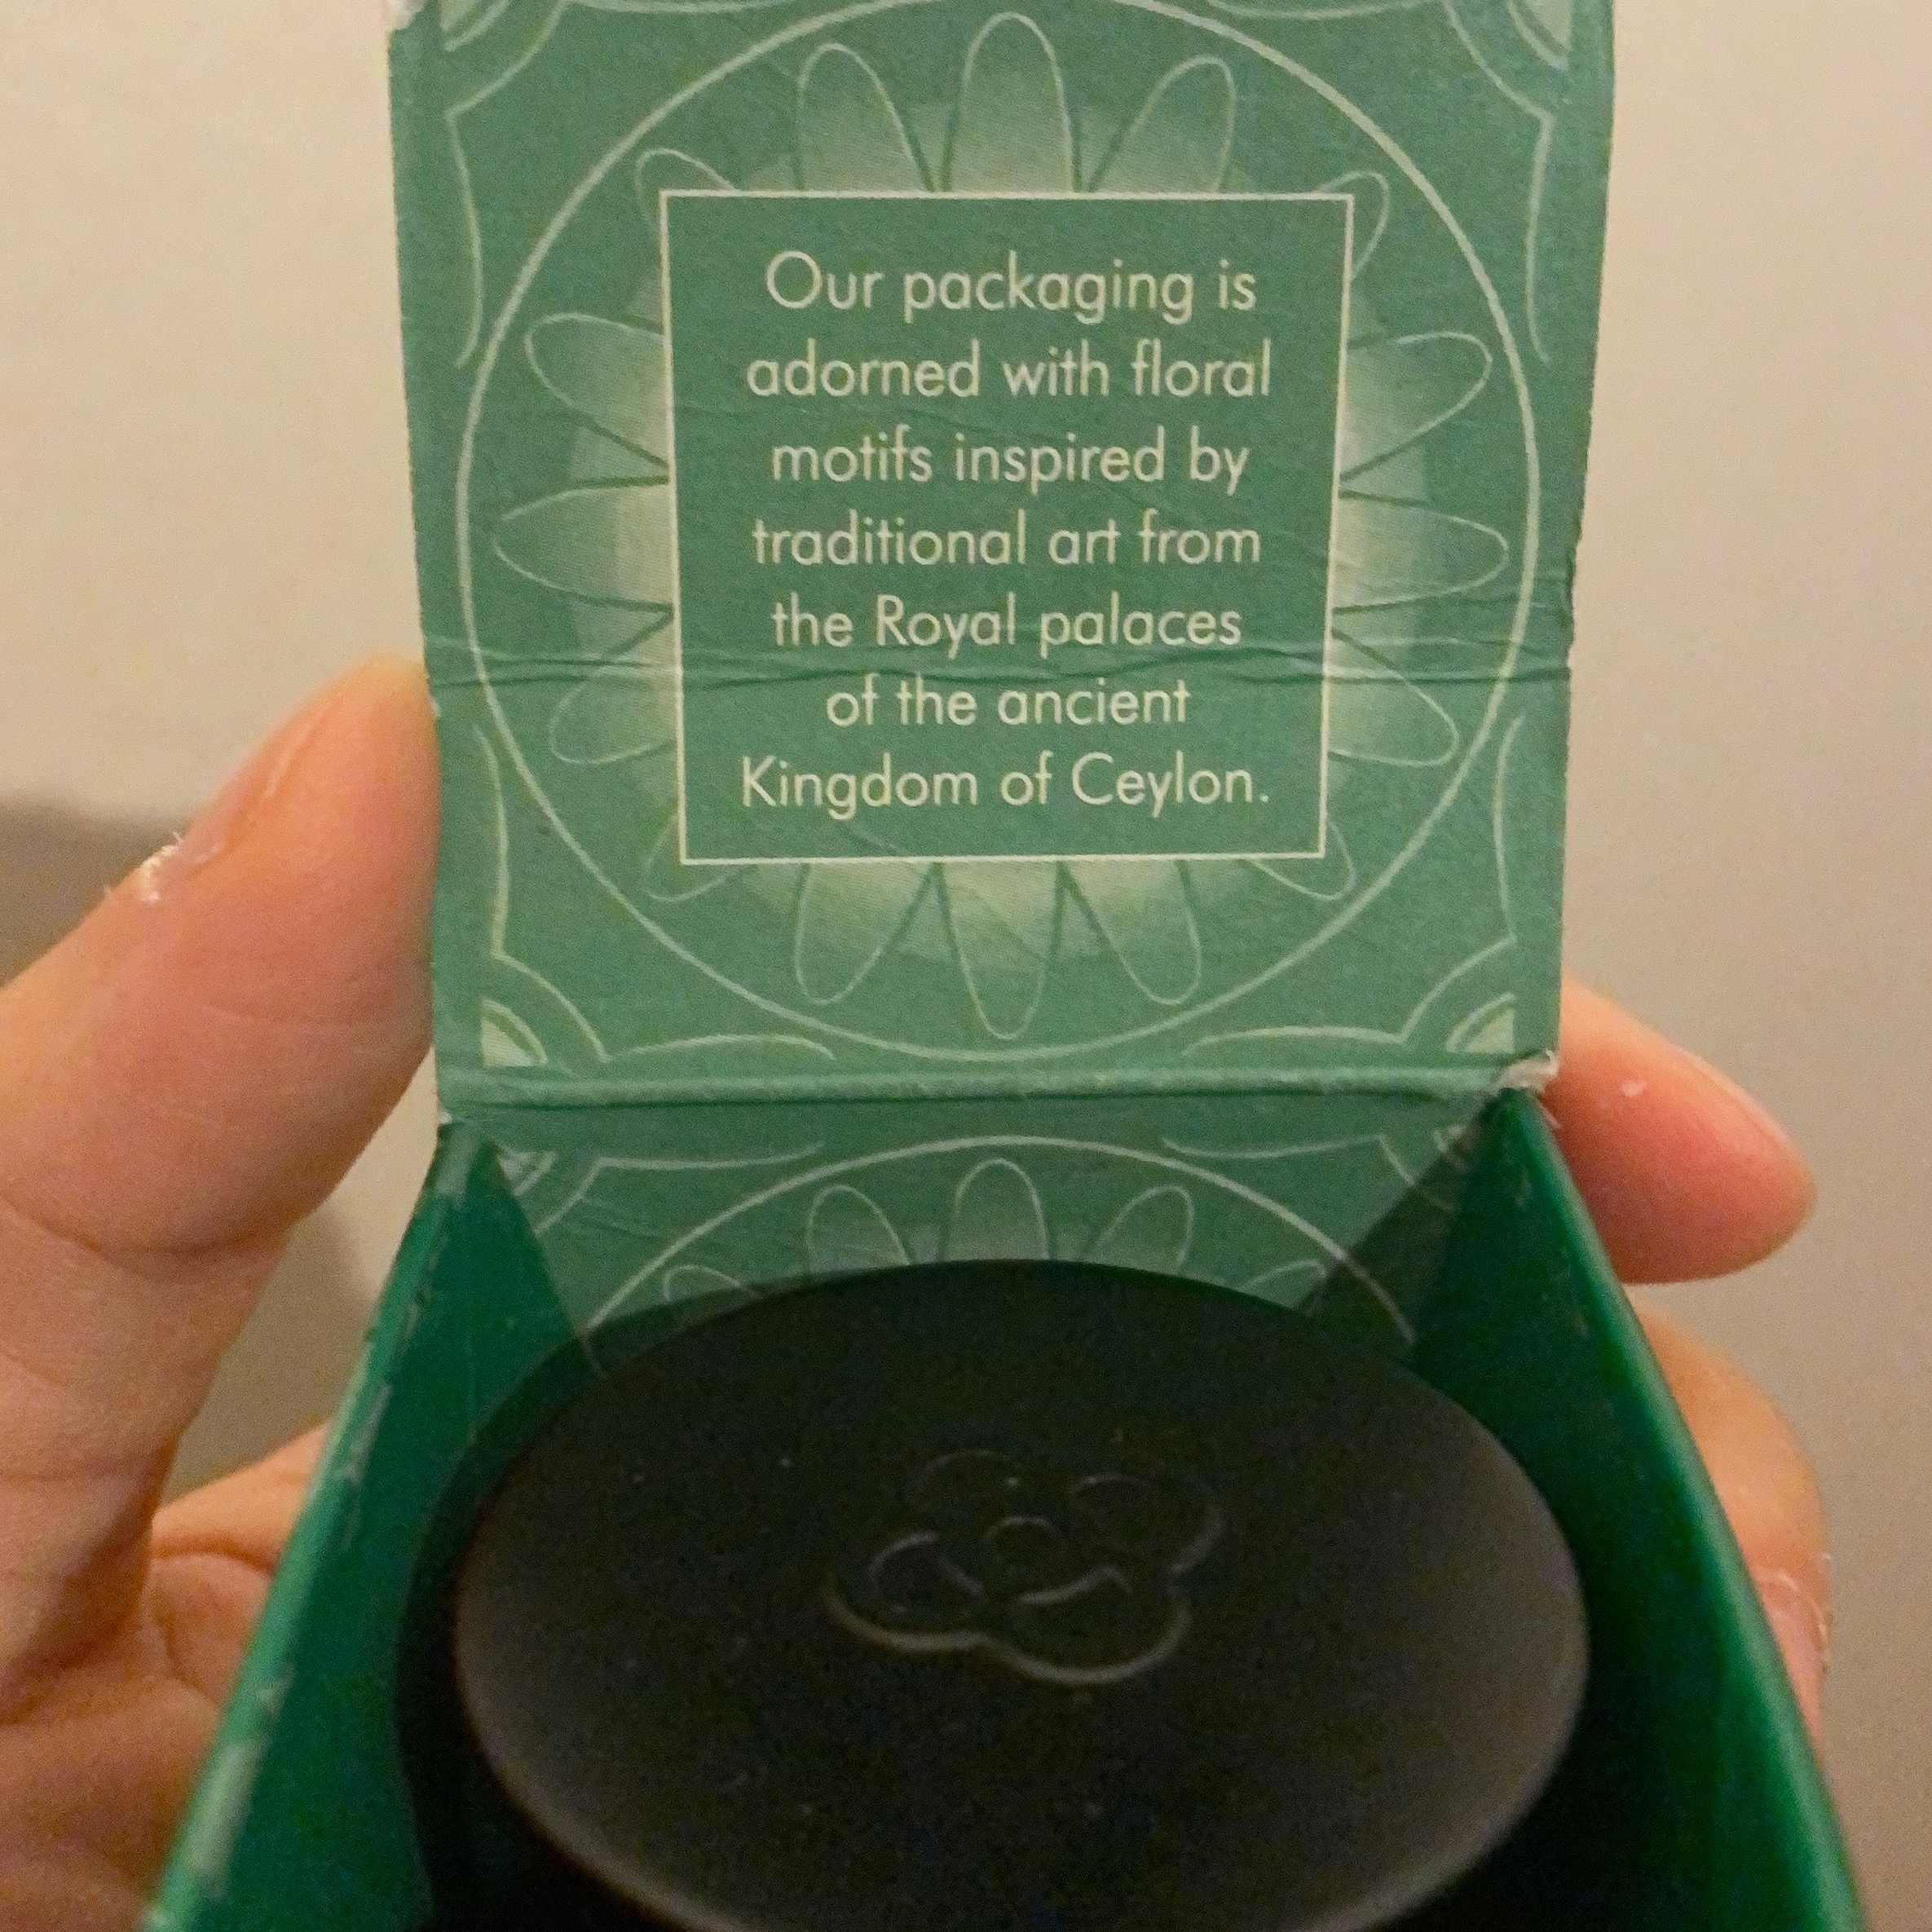 Our packaging is
adorned with floral
motifs inspired by
traditional art from
the Royal palaces
of the ancient
Kingdom of Ceylon.